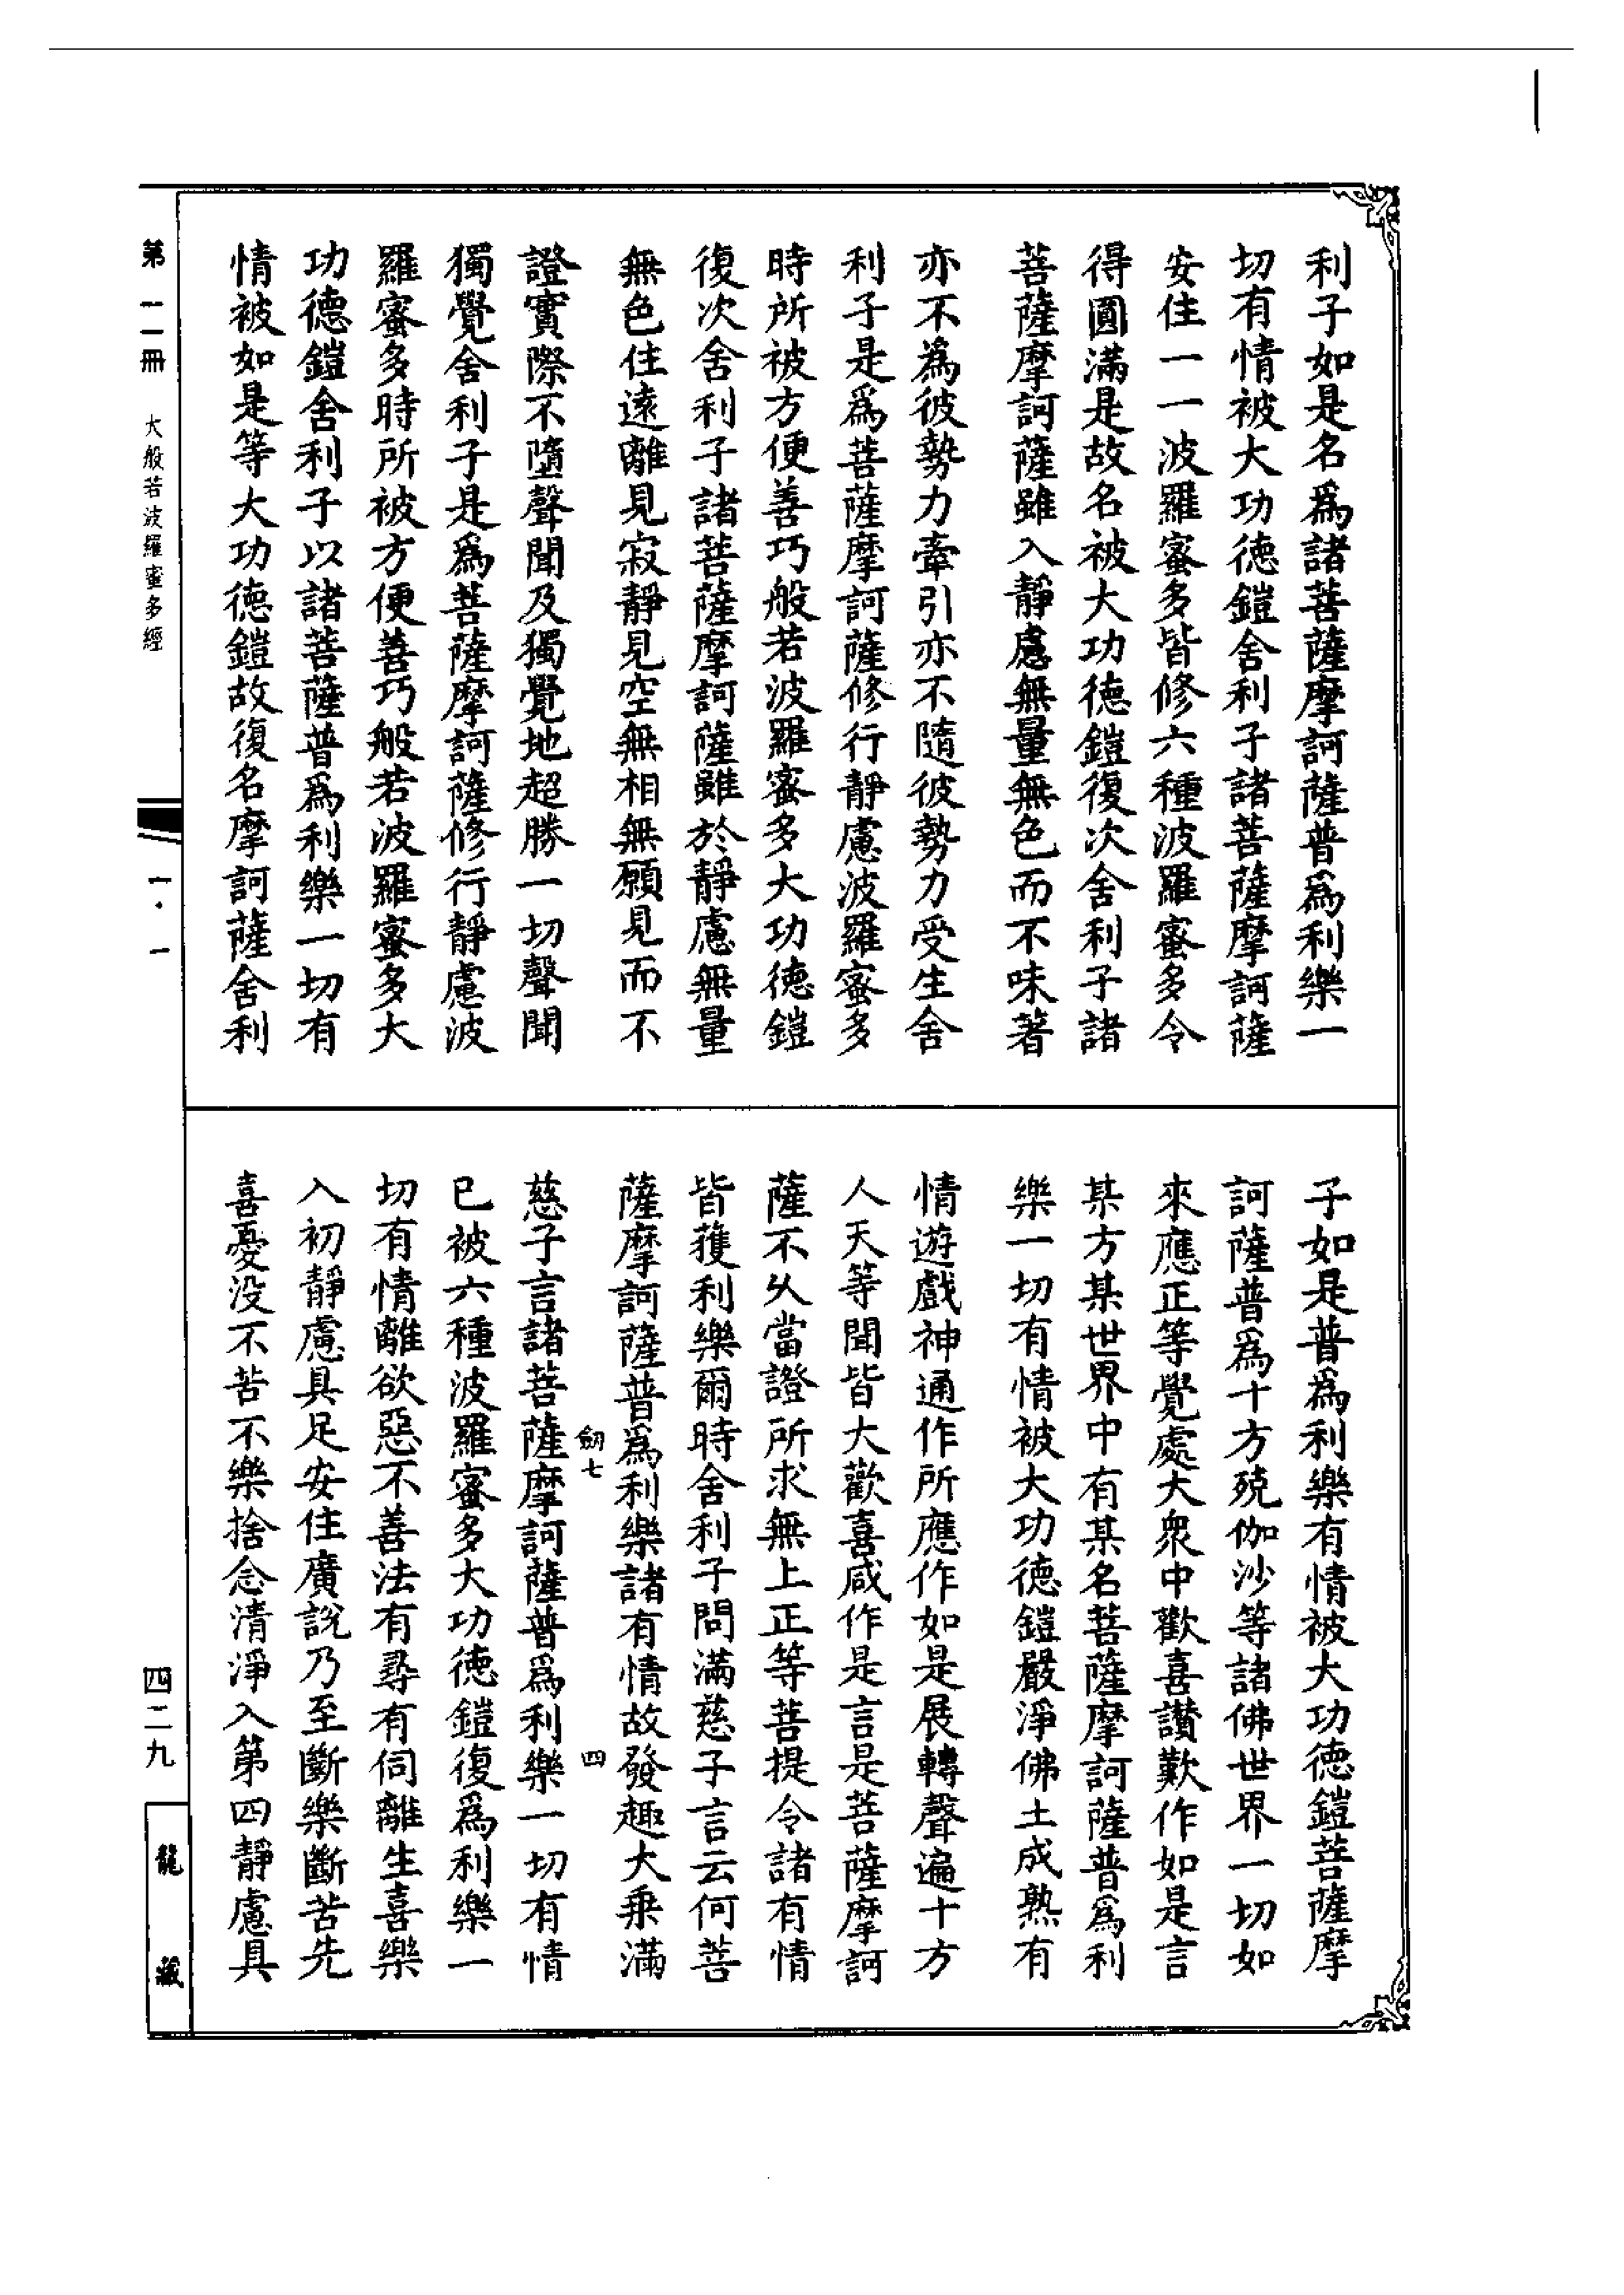 利子如是名爲諸菩薩摩訶薩普爲利樂一
切有情被大功德鎧舍利子諸菩薩摩訶薩
安住一一波羅蜜多皆修六種波羅蜜多令
得圓滿是故名被大功德鎧復次舍利子諸
菩薩摩訶薩雖入靜慮無量無色而不味著
亦不爲彼勢力牽引亦不隨彼勢力受生舍
利子是爲菩薩摩訶薩修行靜慮波羅蜜多
時所被方便善巧般若波羅蜜多大功德鎧
復次舍利子諸菩薩摩訶薩雖於靜慮無量
無色住遠離見寂靜見空無相無願見而不
證實際不墮聲聞及獨覺地超勝一切聲聞
獨覺舍利子是爲菩薩摩訶薩修行靜慮波
羅蜜多時所被方便善巧般若波羅蜜多大
功德鎧舍利子以諸菩薩普爲利樂一切有
情被如是等大功德鎧故復名摩訶薩舍利
子如是普爲利樂有情被大功德鎧菩薩摩
訶薩普爲十方殑伽沙等諸佛世界一切如
來應正等覺處大衆中歡喜讚歎作如是言
某方某世界中有某名菩薩摩訶薩普爲利
樂一切有情被大功德鎧嚴淨佛土成熟有
情遊戲神通作所應作如是展轉聲遍十方
人天等聞皆大歡喜咸作是言是菩薩摩訶
薩不久當證所求無上正等菩提令諸有情
皆獲利樂爾時舍利子問滿慈子言云何菩
薩摩訶薩普爲利樂諸有情故發趣大乘滿
劒七 四
慈子言諸菩薩摩訶薩普爲利樂一切有情
已被六種波羅蜜多大功德鎧復爲利樂一
切有情離欲惡不善法有尋有伺離生喜樂
入初靜慮具足安住廣說乃至斷樂斷苦先
喜憂没不苦不樂捨念清淨入第四靜慮具
第一一冊 大般若波羅蜜多經
一·一
四二九
龍藏